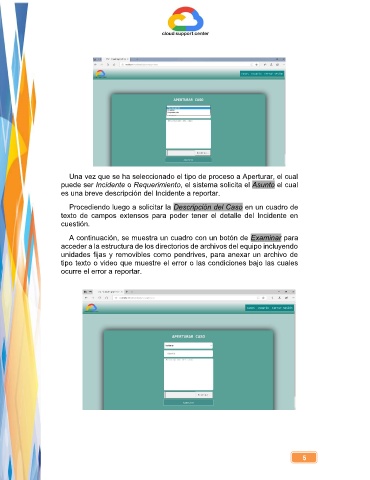 cloud support center
APERTURAR CASO
Una vez que se ha seleccionado el tipo de proceso a Aperturar, el cual
puede ser Incidente o Requerimiento, el sistema solicita el Asunto el cual
es una breve descripción del Incidente a reportar.
Procediendo luego a solicitar la Descripción del Caso en un cuadro de
texto de campos extensos para poder tener el detalle del Incidente en
cuestión.
A continuación, se muestra un cuadro con un botón de Examinar para
acceder a la estructura de los directorios de archivos del equipo incluyendo
unidades fijas y removibles como pendrives, para anexar un archivo de
tipo texto o video que muestre el error o las condiciones bajo las cuales
ocurre el error a reportar.
APERTURAR CASO
5